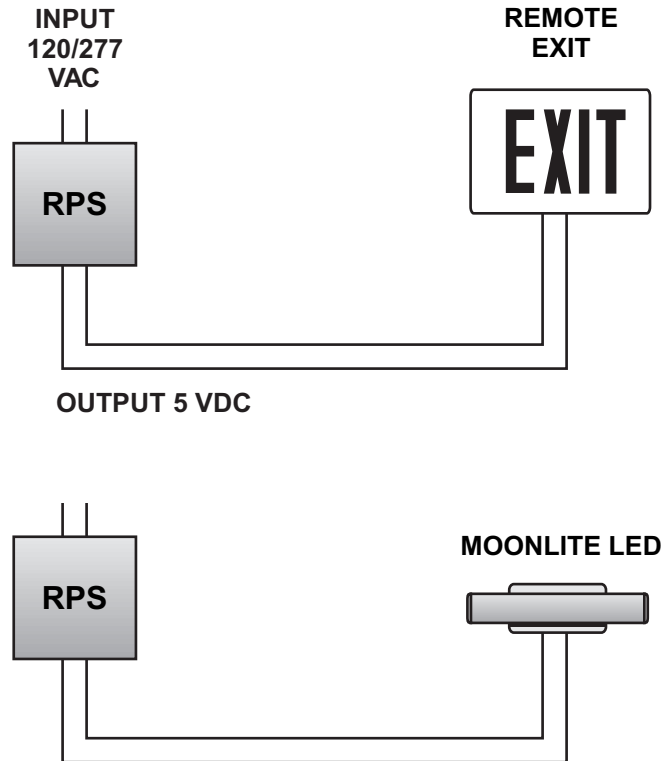 INPUT
120/277
VAC
REMOTE
EXIT
EXIT
RPS
OUTPUT 5 VDC
MOONLITE LED
RPS